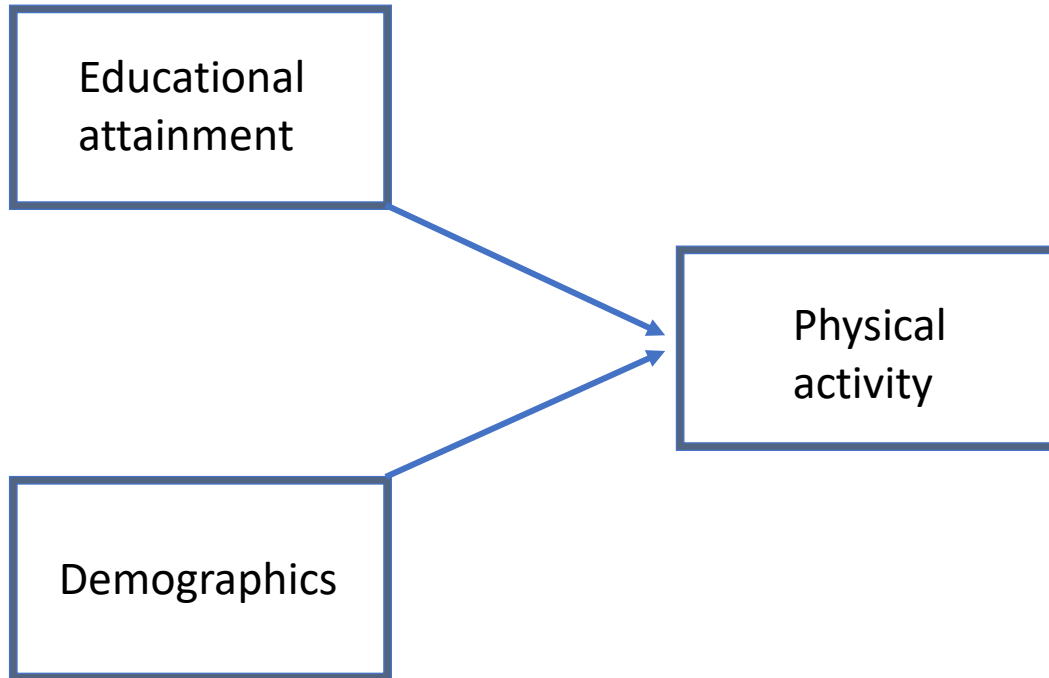 Educational
attainment
Physical
activity
Demographics